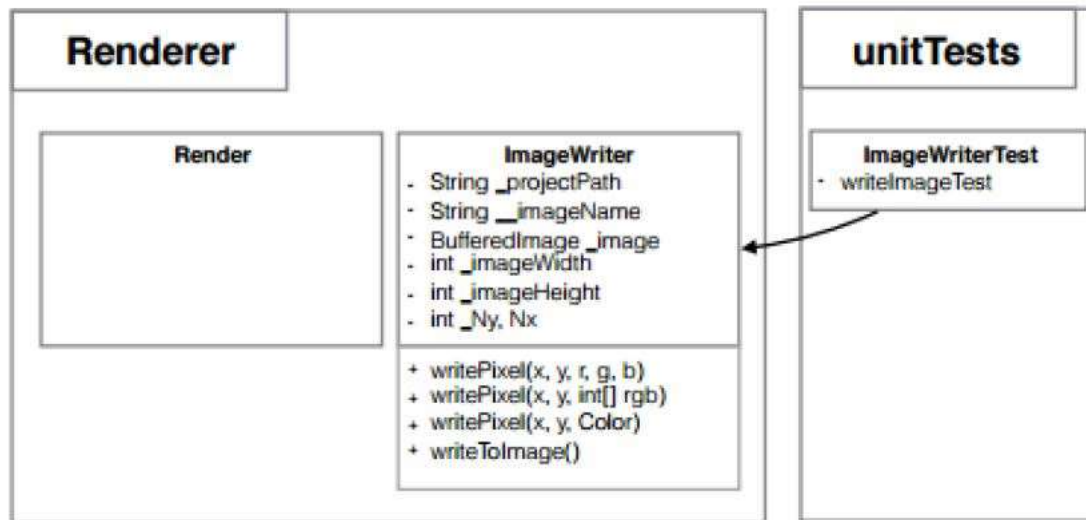 Renderer
Render
ImageWriter
- String _projectPath
- String __imageName
- BufferedImage _image
- int _imageWidth
- int _imageHeight
- int _Ny, Nx
+ writePixel(x, y, r, g, b)
+ writePixel(x, y, int[] rgb)
+ writePixel(x, y, Color)
+ writeToImage()
unitTests
ImageWriterTest
- writeImageTest